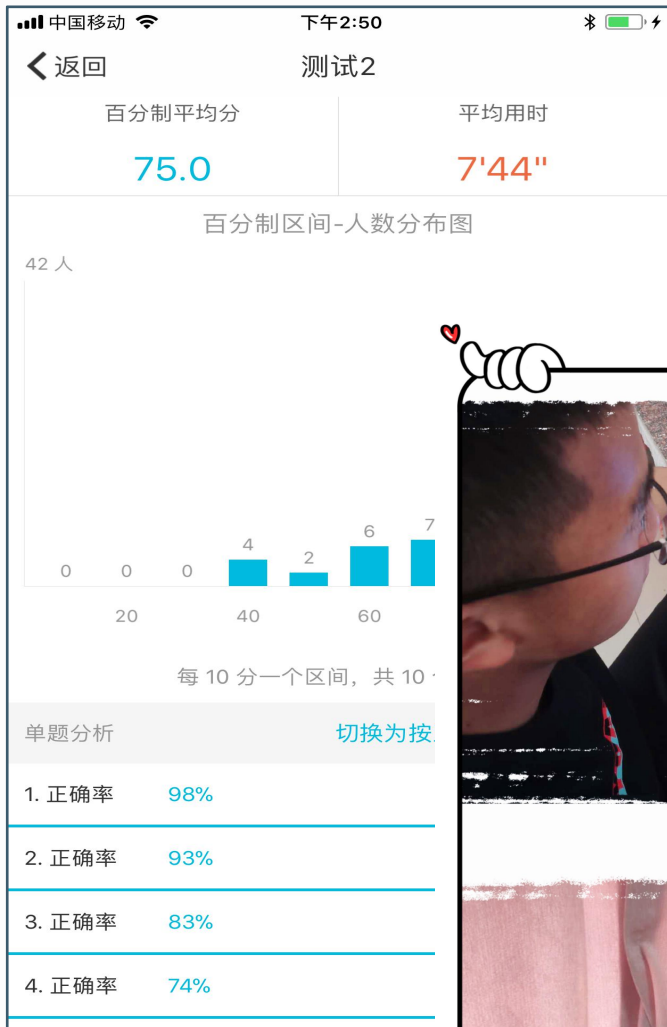 中国移动 下午2:50
返回 测试2
百分制平均分 平均用时
75.0 7'44"
百分制区间-人数分布图
42 人
0 0 0 4 2 6 7
20 40 60
每 10 分一个区间，共 10
单题分析 切换为按
1. 正确率 98%
2. 正确率 93%
3. 正确率 83%
4. 正确率 74%